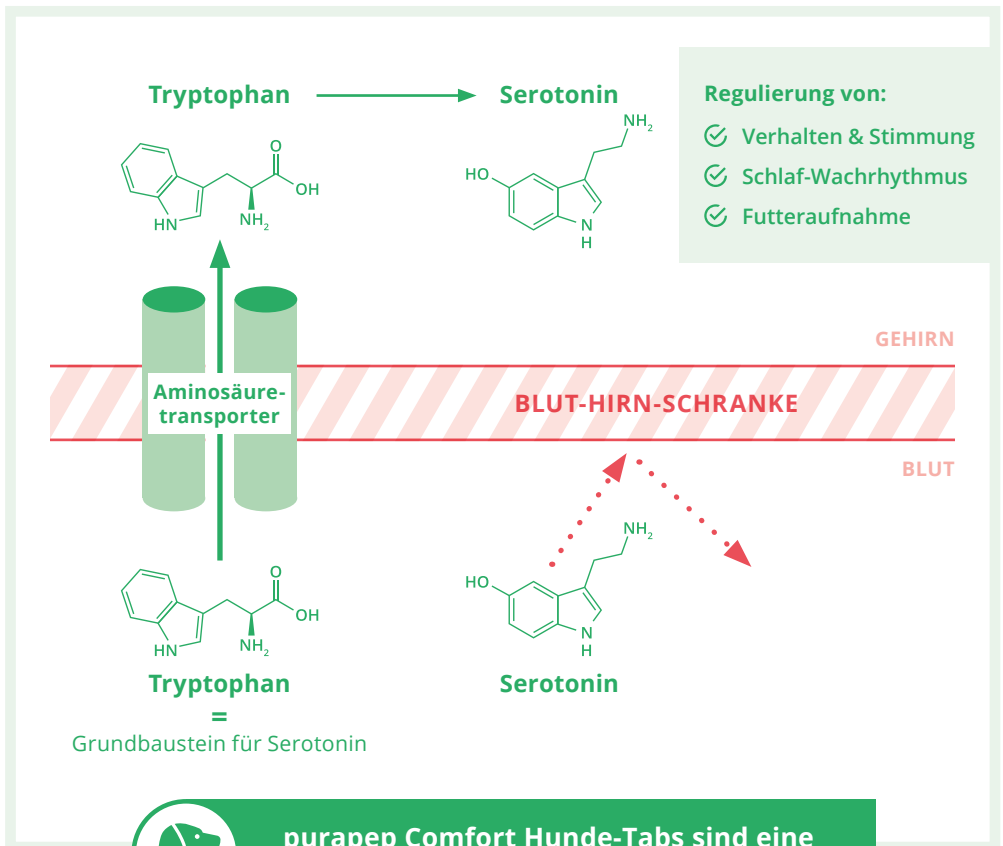 Tryptophan
Serotonin
Regulierung von:
Verhalten & Stimmung
Schlaf-Wachrhythmus
Futteraufnahme
O
OH
NH2
HN
NH2
HO
N
H
GEHIRN
Aminosäure-
transporter
BLUT-HIRN-SCHRANKE
BLUT
O
OH
NH2
HN
NH2
HO
N
H
Tryptophan
=
Grundbaustein für Serotonin
Serotonin
purapep Comfort Hunde-Tabs sind eine